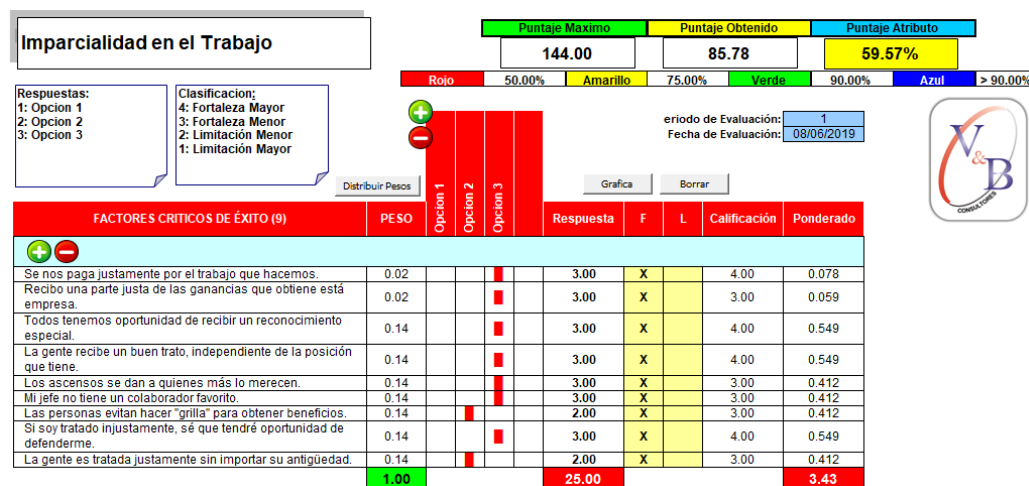 Imparcialidad en el Trabajo
Puntaje Maximo Puntaje Obtenido Puntaje Atributo
144.00 85.78 59.57%
Rojo 50.00% Amarillo 75.00% Verde 90.00% Azul > 90.00%
Respuestas:
1: Opcion 1
2: Opcion 2
3: Opcion 3
Clasificacion;
4: Fortaleza Mayor
3: Fortaleza Menor
2: Limitación Menor
1: Limitación Mayor
eriodo de Evaluación: 1
Fecha de Evaluación: 08/06/2019
V&B
CONSULTORES
Distribuir Pesos
Grafica Borrar
FACTORES CRITICOS DE ÉXITO (9) PESO Opcion 1 Opcion 2 Opcion 3 Respuesta F L Calificación Ponderado
Se nos paga justamente por el trabajo que hacemos. 0.02 3.00 X 4.00 0.078
Recibo una parte justa de las ganancias que obtiene está
empresa. 0.02 3.00 X 3.00 0.059
Todos tenemos oportunidad de recibir un reconocimiento
especial. 0.14 3.00 X 4.00 0.549
La gente recibe un buen trato, independiente de la posición
que tiene. 0.14 3.00 X 4.00 0.549
Los ascensos se dan a quienes más lo merecen. 0.14 3.00 X 3.00 0.412
Mi jefe no tiene un colaborador favorito. 0.14 3.00 X 3.00 0.412
Las personas evitan hacer "grilla" para obtener beneficios. 0.14 2.00 X 3.00 0.412
Si soy tratado injustamente, sé que tendré oportunidad de
defenderme. 0.14 3.00 X 4.00 0.549
La gente es tratada justamente sin importar su antigüedad. 0.14 2.00 X 3.00 0.412
1.00 25.00 3.43